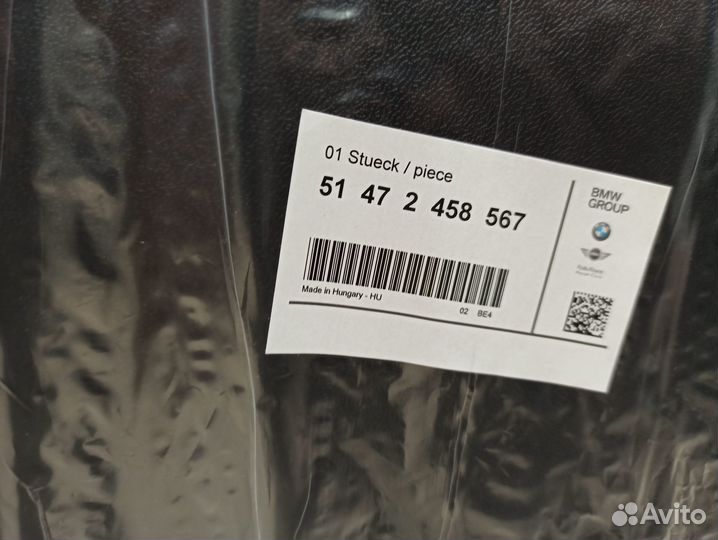 01 Stueck / piece
51 47 2 458 567
Made in Hungary - HU
02 BE4
BMW
GROUP
Avito